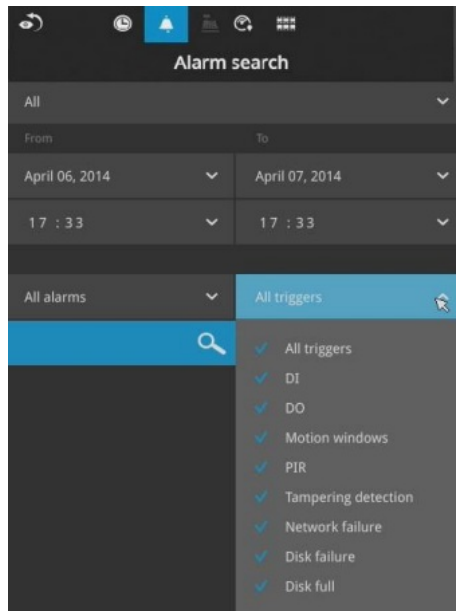 Alarm search
All
From To
April 06, 2014 April 07, 2014
17 : 33 17 : 33
All alarms All triggers
All triggers
DI
DO
Motion windows
PIR
Tampering detection
Network failure
Disk failure
Disk full